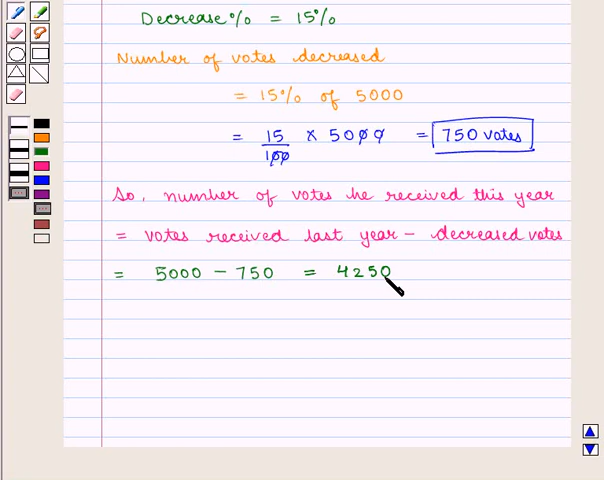 Decrease% = 15%
Number of votes decreased
= 15% of 5000
= 15/100 × 5000 = 750 votes
So, number of votes he received this year
= votes received last year - decreased votes
= 5000 - 750 = 4250